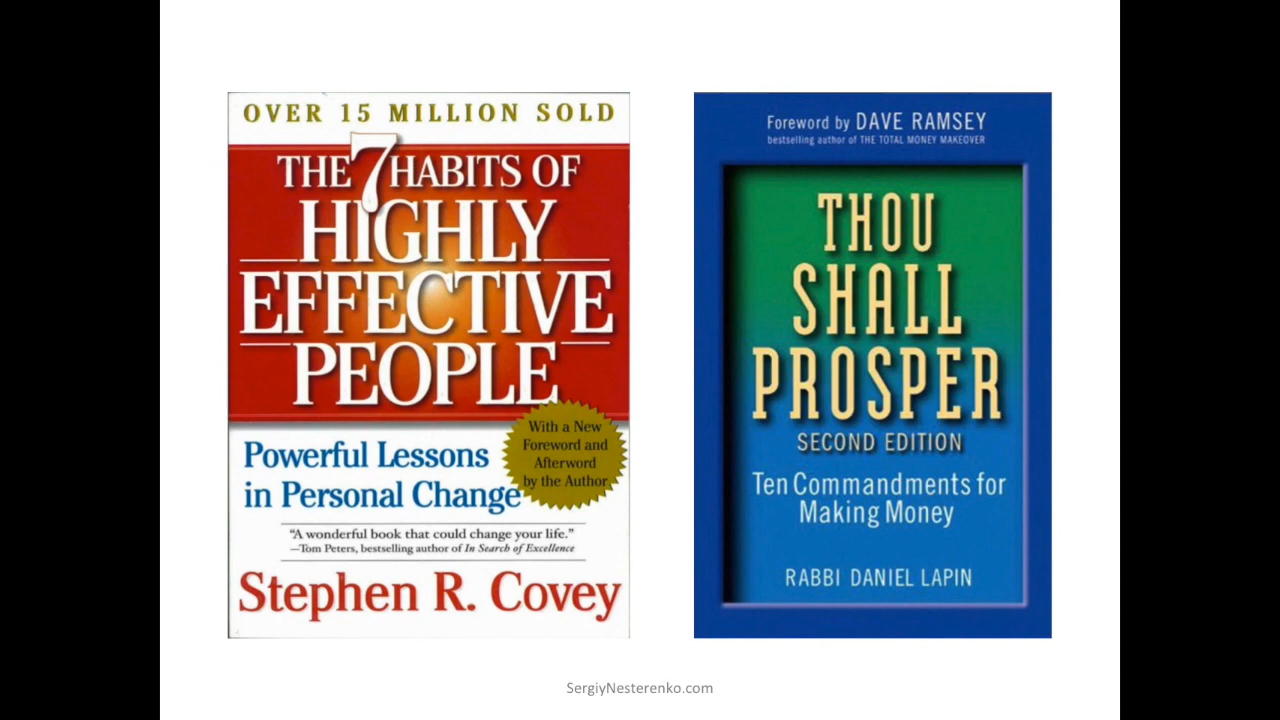 OVER 15 MILLION SOLD
THE 7 HABITS OF
HIGHLY
EFFECTIVE
PEOPLE
With a New
Foreword and
Afterword
by the Author
Powerful Lessons
in Personal Change
“A wonderful book that could change your life.”
—Tom Peters, bestselling author of In Search of Excellence
Stephen R. Covey
Foreword by DAVE RAMSEY
bestselling author of THE TOTAL MONEY MAKEOVER
THOU
SHALL
PROSPER
SECOND EDITION
Ten Commandments for
Making Money
RABBI DANIEL LAPIN
SergiyNesterenko.com